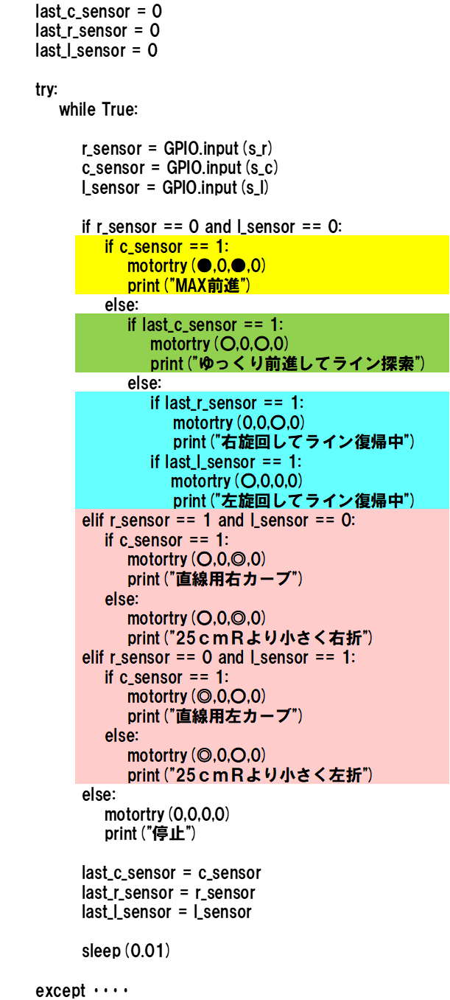 last_c_sensor = 0
last_r_sensor = 0
last_l_sensor = 0
try:
while True:
r_sensor = GPIO.input(s_r)
c_sensor = GPIO.input(s_c)
l_sensor = GPIO.input(s_l)
if r_sensor == 0 and l_sensor == 0:
if c_sensor == 1:
motortry(●,0,●,0)
print("MAX前進")
else:
if last_c_sensor == 1:
motortry(〇,0,〇,0)
print("ゆっくり前進してライン探索")
else:
if last_r_sensor == 1:
motortry(0,0,〇,0)
print("右旋回してライン復帰中")
if last_l_sensor == 1:
motortry(〇,0,0,0)
print("左旋回してライン復帰中")
elif r_sensor == 1 and l_sensor == 0:
if c_sensor == 1:
motortry(〇,0,◎,0)
print("直線用右カーブ")
else:
motortry(〇,0,◎,0)
print("25ｃｍＲより小さく右折")
elif r_sensor == 0 and l_sensor == 1:
if c_sensor == 1:
motortry(◎,0,〇,0)
print("直線用左カーブ")
else:
motortry(◎,0,〇,0)
print("25ｃｍＲより小さく左折")
else:
motortry(0,0,0,0)
print("停止")
last_c_sensor = c_sensor
last_r_sensor = r_sensor
last_l_sensor = l_sensor
sleep(0.01)
except ････